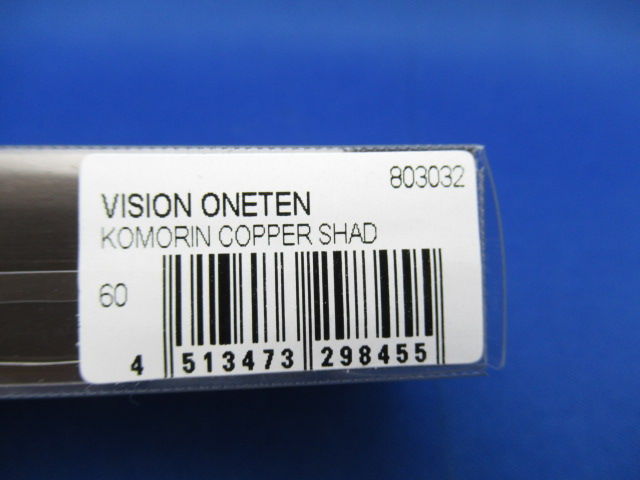 803032
VISION ONETEN
KOMORIN COPPER SHAD
60
4 513473 298455